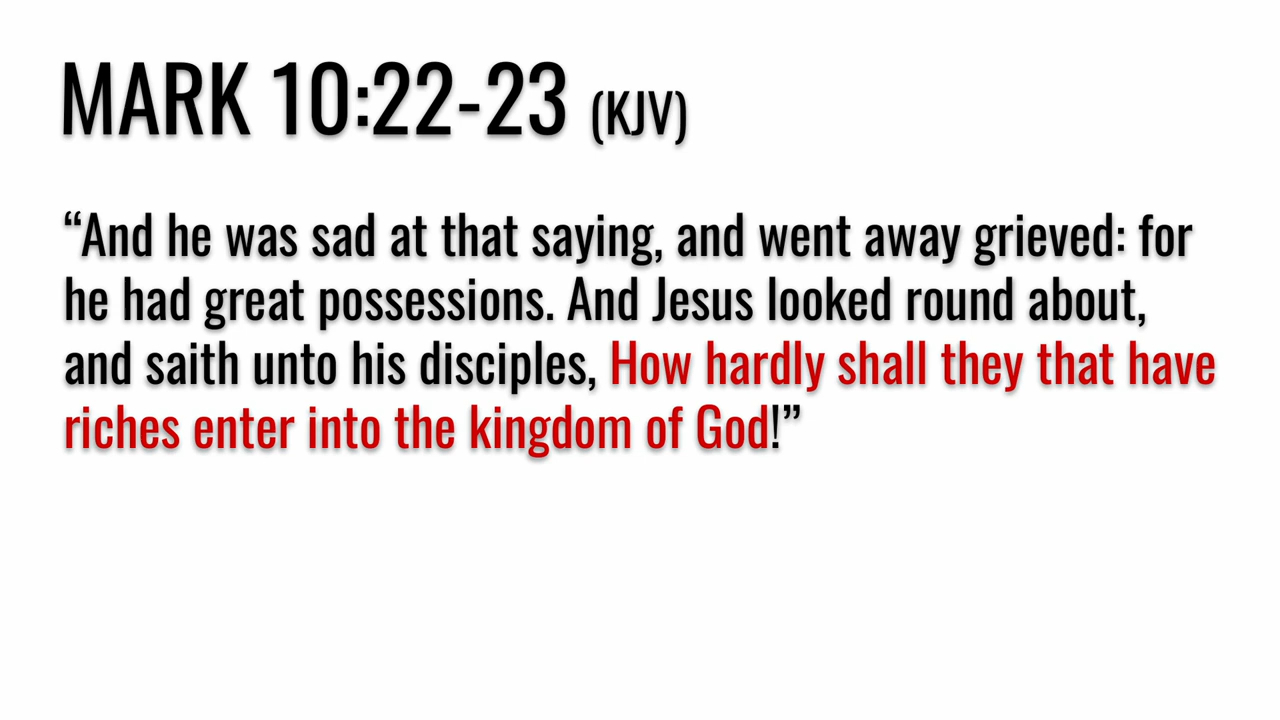 MARK 10:22-23 (KJV)
“And he was sad at that saying, and went away grieved: for
he had great possessions. And Jesus looked round about,
and saith unto his disciples, How hardly shall they that have
riches enter into the kingdom of God!”